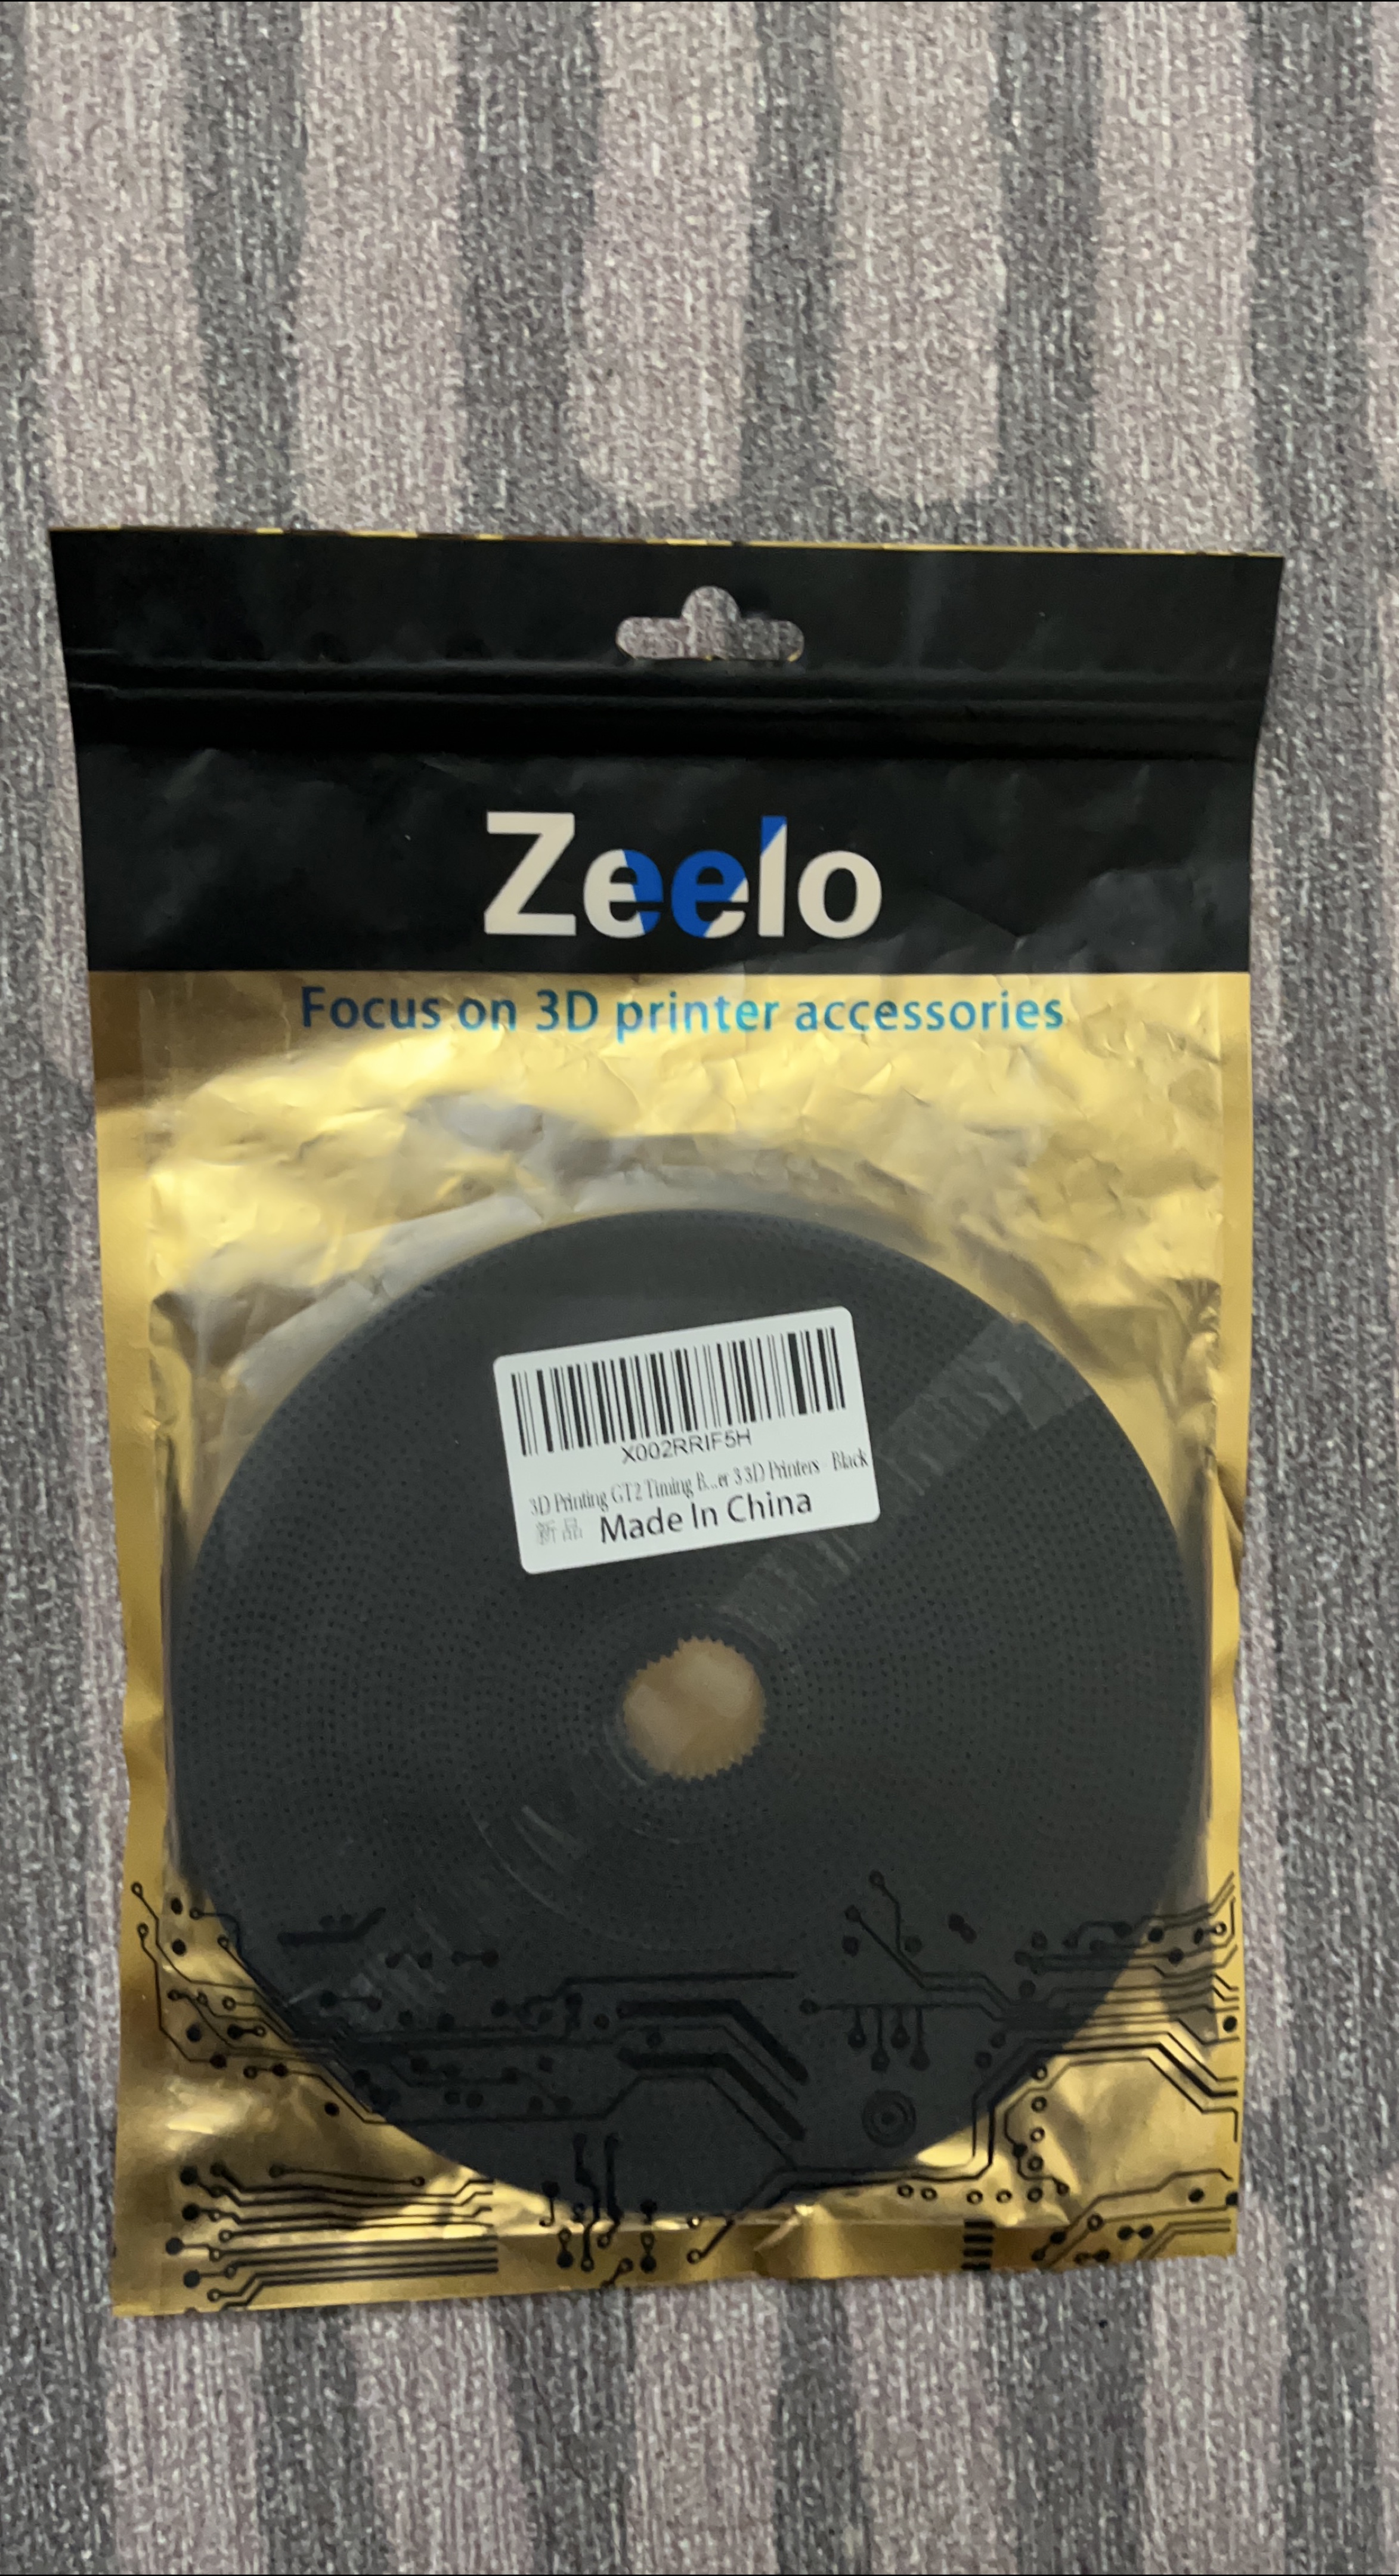 Zeelo
Focus on 3D printer accessories
X002RRIF5H
3D Printing GT2 Timing B...er 3 3D Printers - Black
新品 Made In China